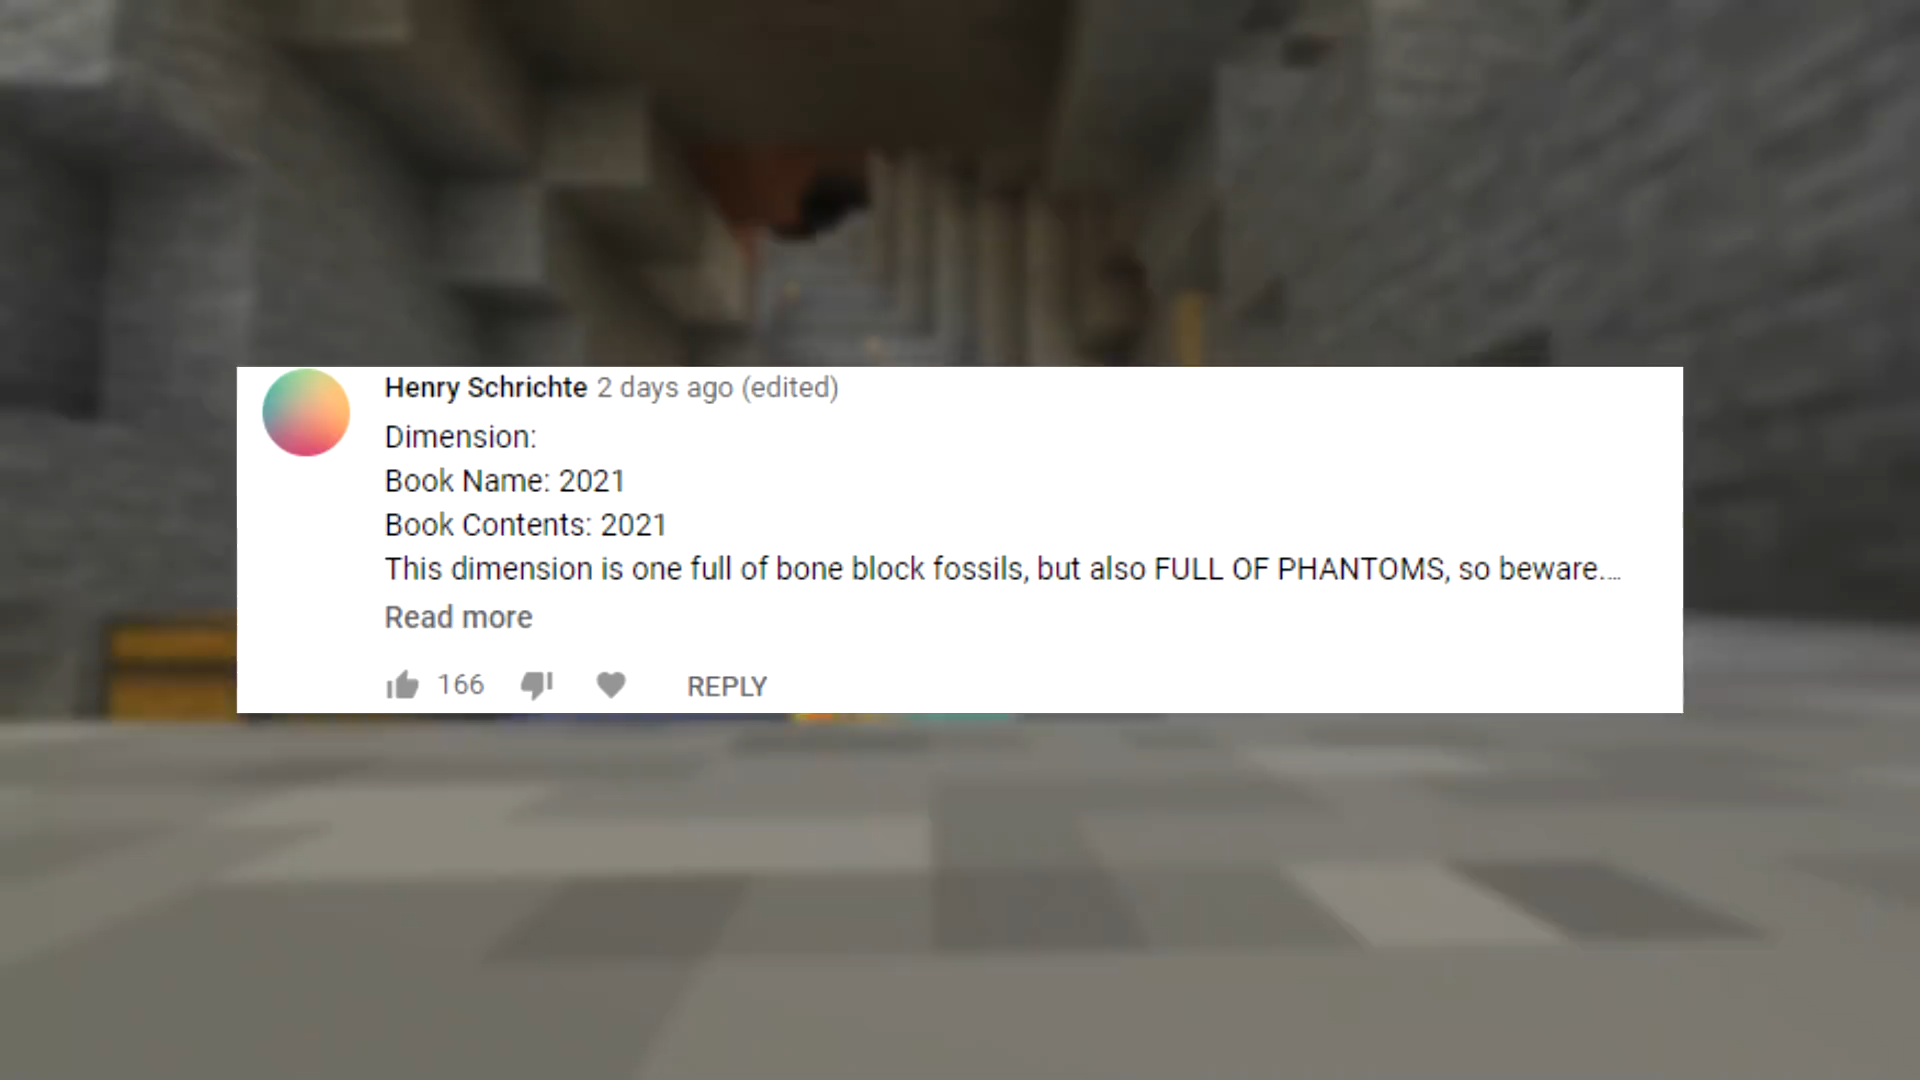 Henry Schrichte 2 days ago (edited)
Dimension:
Book Name: 2021
Book Contents: 2021
This dimension is one full of bone block fossils, but also FULL OF PHANTOMS, so beware....
Read more
166 REPLY